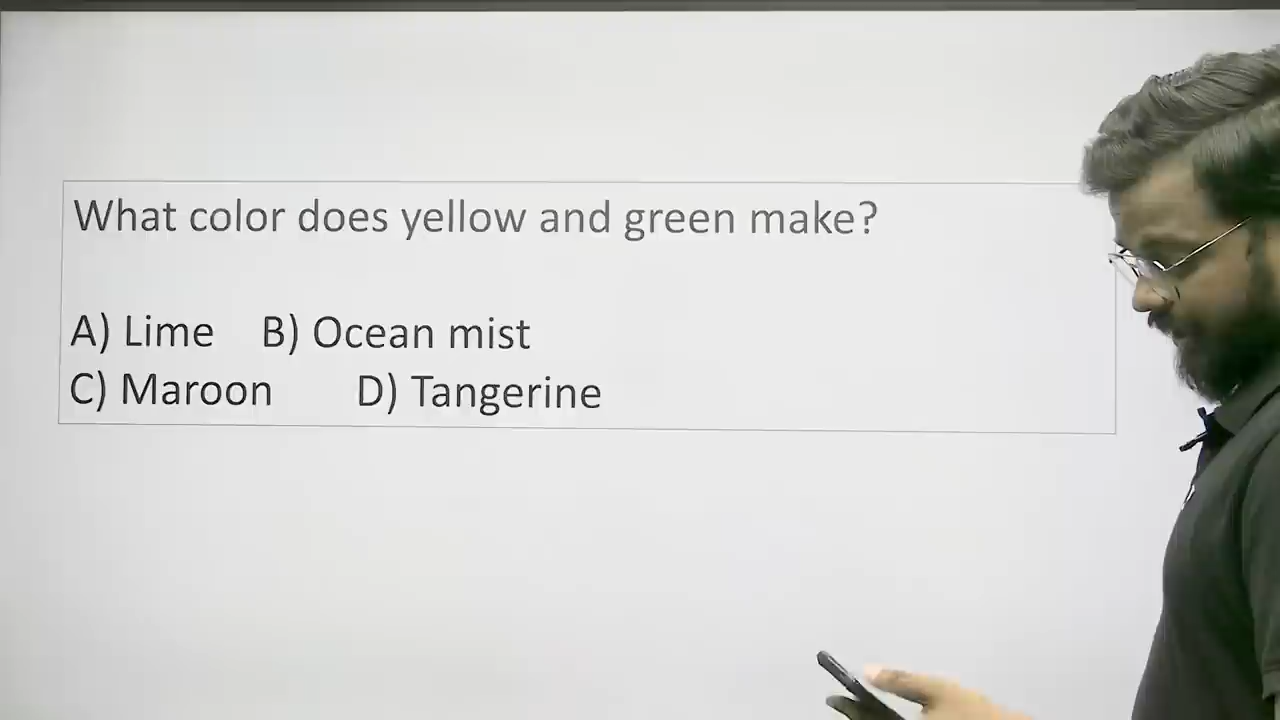 What color does yellow and green make?
A) Lime B) Ocean mist
C) Maroon D) Tangerine